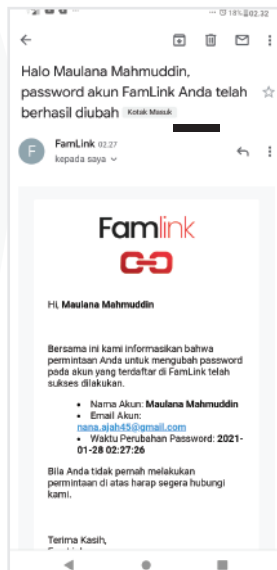 18% 02.32
Halo Maulana Mahmuddin,
password akun FamLink Anda telah
berhasil diubah Kotak Masuk
F
FamLink 02.27
kepada saya
Famlink
Hi, Maulana Mahmuddin
Bersama ini kami informasikan bahwa
permintaan Anda untuk mengubah password
pada akun yang terdaftar di FamLink telah
sukses dilakukan.
• Nama Akun: Maulana Mahmuddin
• Email Akun:
nana.ajah45@gmail.com
• Waktu Perubahan Password: 2021-
01-28 02:27:26
Bila Anda tidak pernah melakukan
permintaan di atas harap segera hubungi
kami.
Terima Kasih,